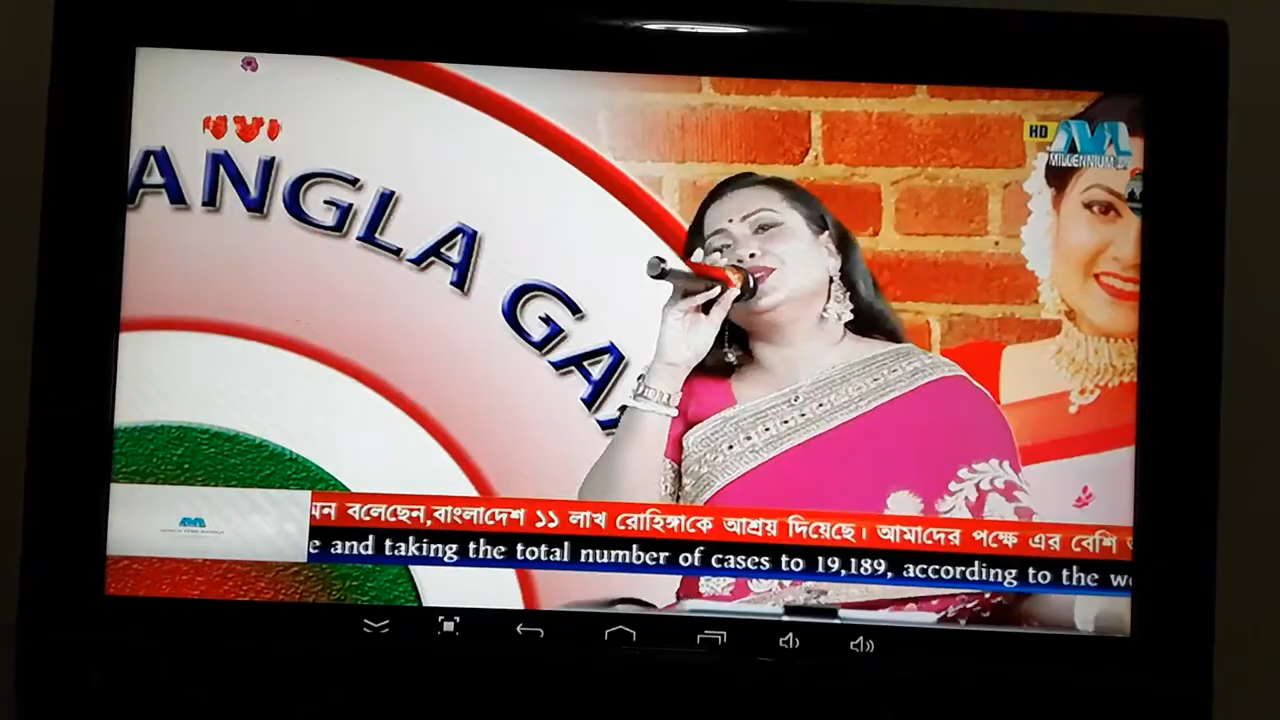 HD
MILLENNIUM TV
ANGLA GA
বলেছেন,বাংলাদেশ ১১ লাখ রোহিঙ্গাকে আশ্রয় দিয়েছে। আমাদের পক্ষে এর বেশি
e and taking the total number of cases to 19,189, according to the w